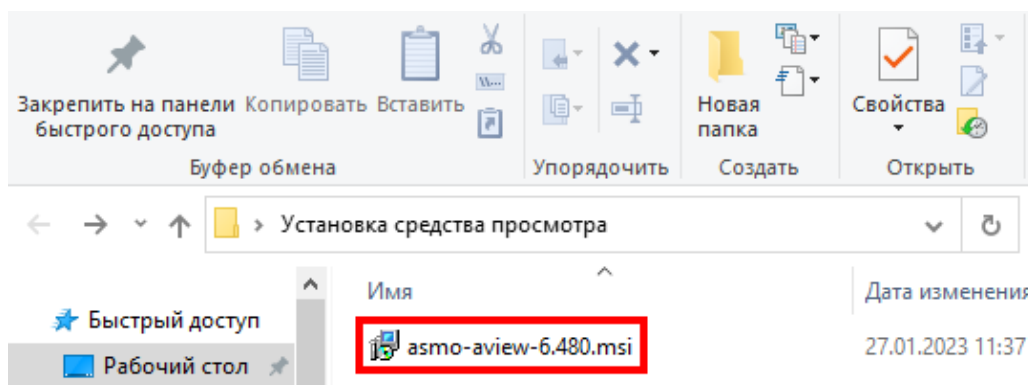 Закрепить на панели быстрого доступа
Копировать
Вставить
Новая папка
Свойства
Буфер обмена
Упорядочить
Создать
Открыть
Установка средства просмотра
Имя
Дата изменения
Быстрый доступ
asmo-aview-6.480.msi
27.01.2023 11:37
Рабочий стол